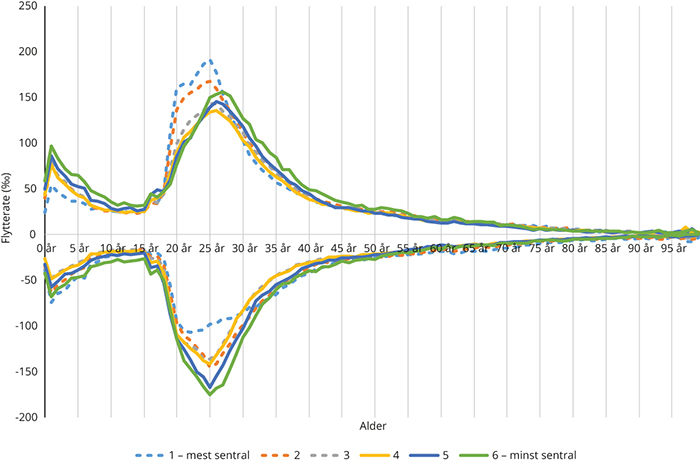 250
200
150
100
50
0
-50
-100
-150
-200
Flytterate (‰)
0 år 5 år 10 år 15 år 20 år 25 år 30 år 35 år 40 år 45 år 50 år 55 år 60 år 65 år 70 år 75 år 80 år 85 år 90 år 95 år
Alder
1 – mest sentral 2 3 4 5 6 – minst sentral